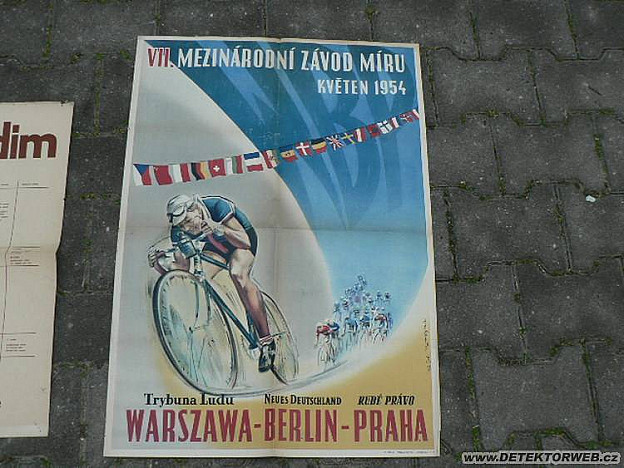 VII. MEZINÁRODNÍ ZÁVOD MÍRU
KVĚTEN 1954
dim
Trybuna Ludu NEUES DEUTSCHLAND RUDÉ PRÁVO
WARSZAWA-BERLIN-PRAHA
WWW.DETEKTORWEB.CZ